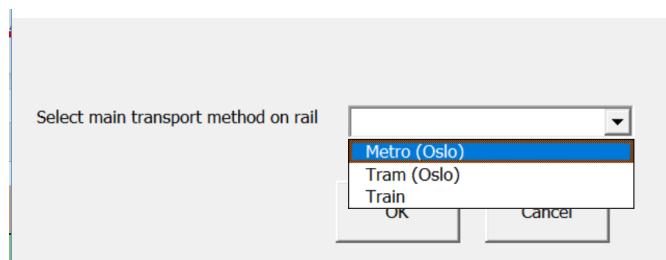 Select main transport method on rail
Metro (Oslo)
Tram (Oslo)
Train
OK
Cancel